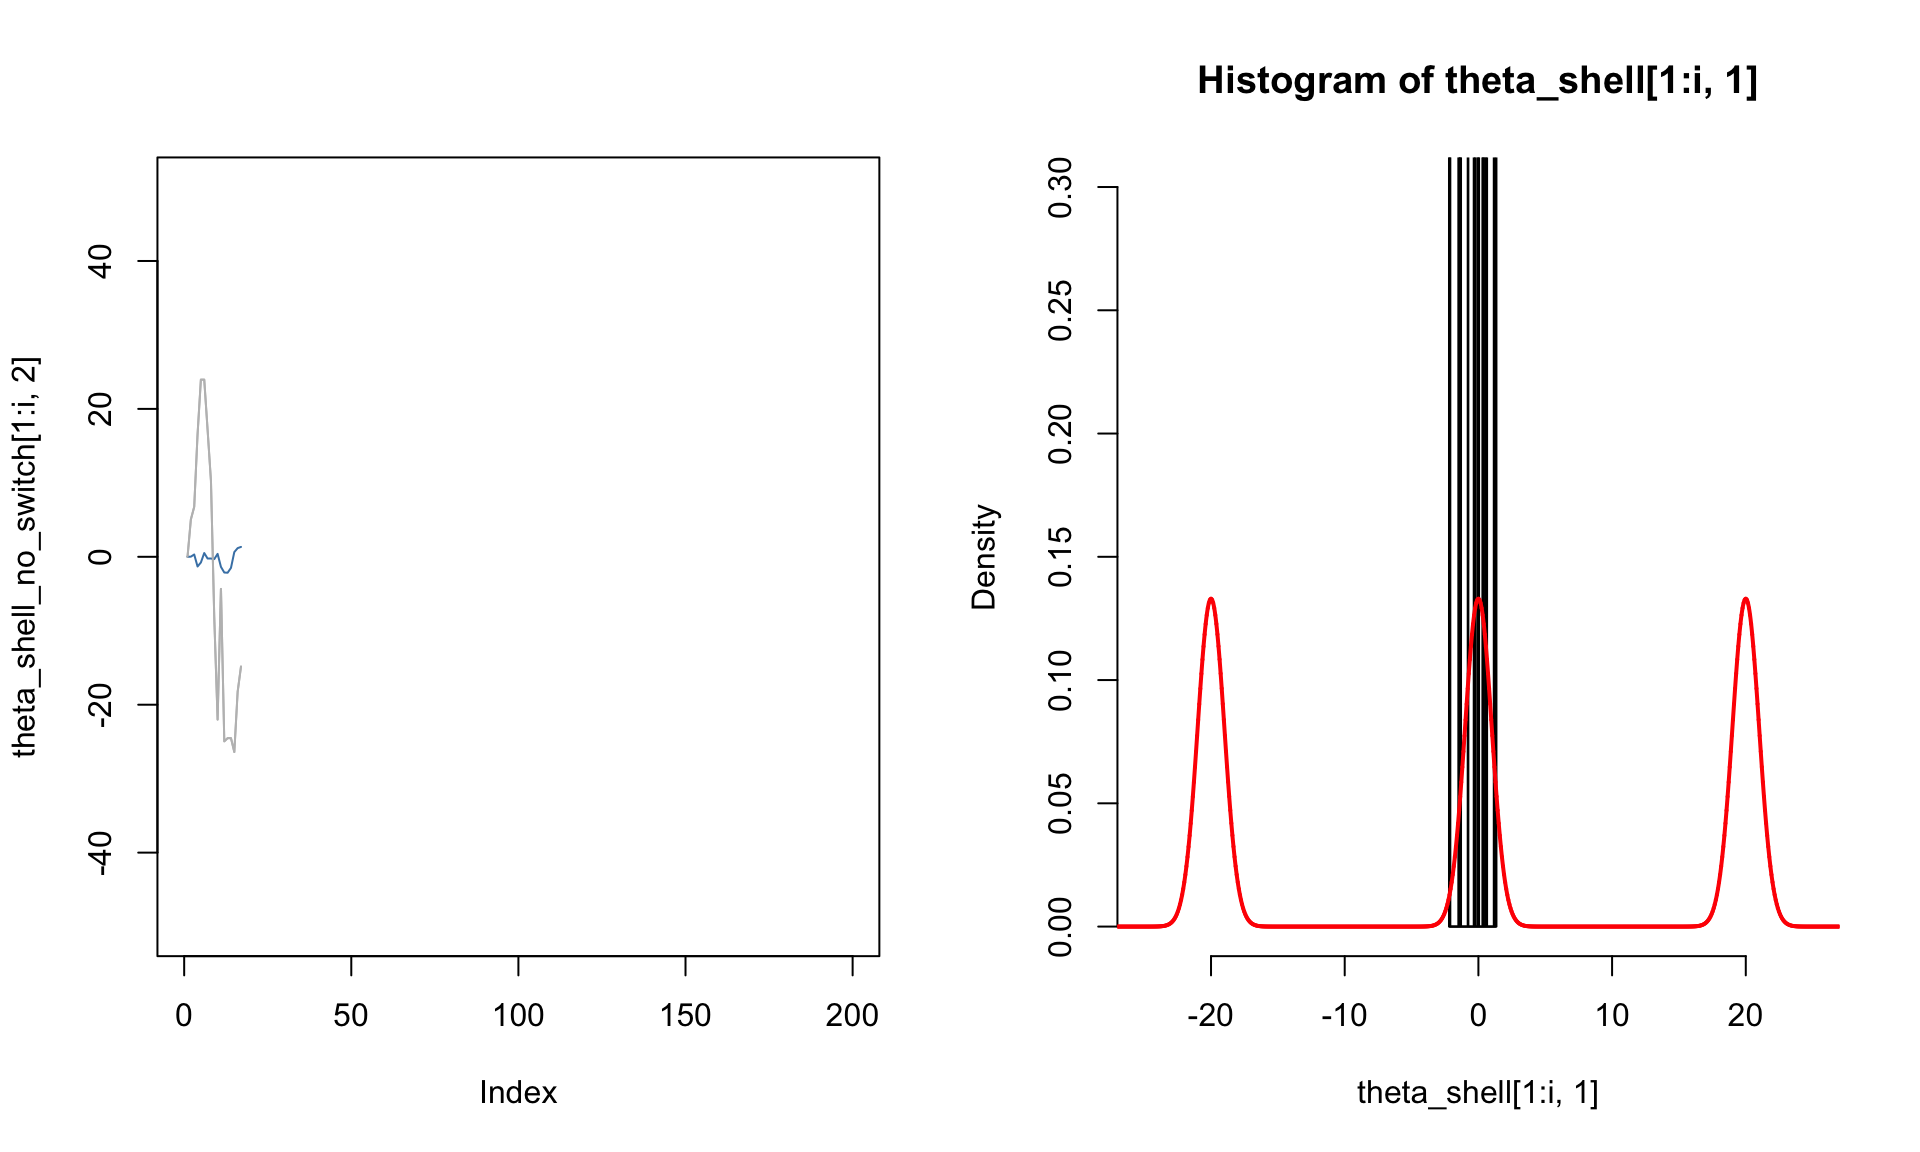 theta_shell_no_switch[1:i, 2]
40
20
0
-20
-40
0 50 100 150 200
Index
Histogram of theta_shell[1:i, 1]
Density
0.30
0.25
0.20
0.15
0.10
0.05
0.00
-20 -10 0 10 20
theta_shell[1:i, 1]